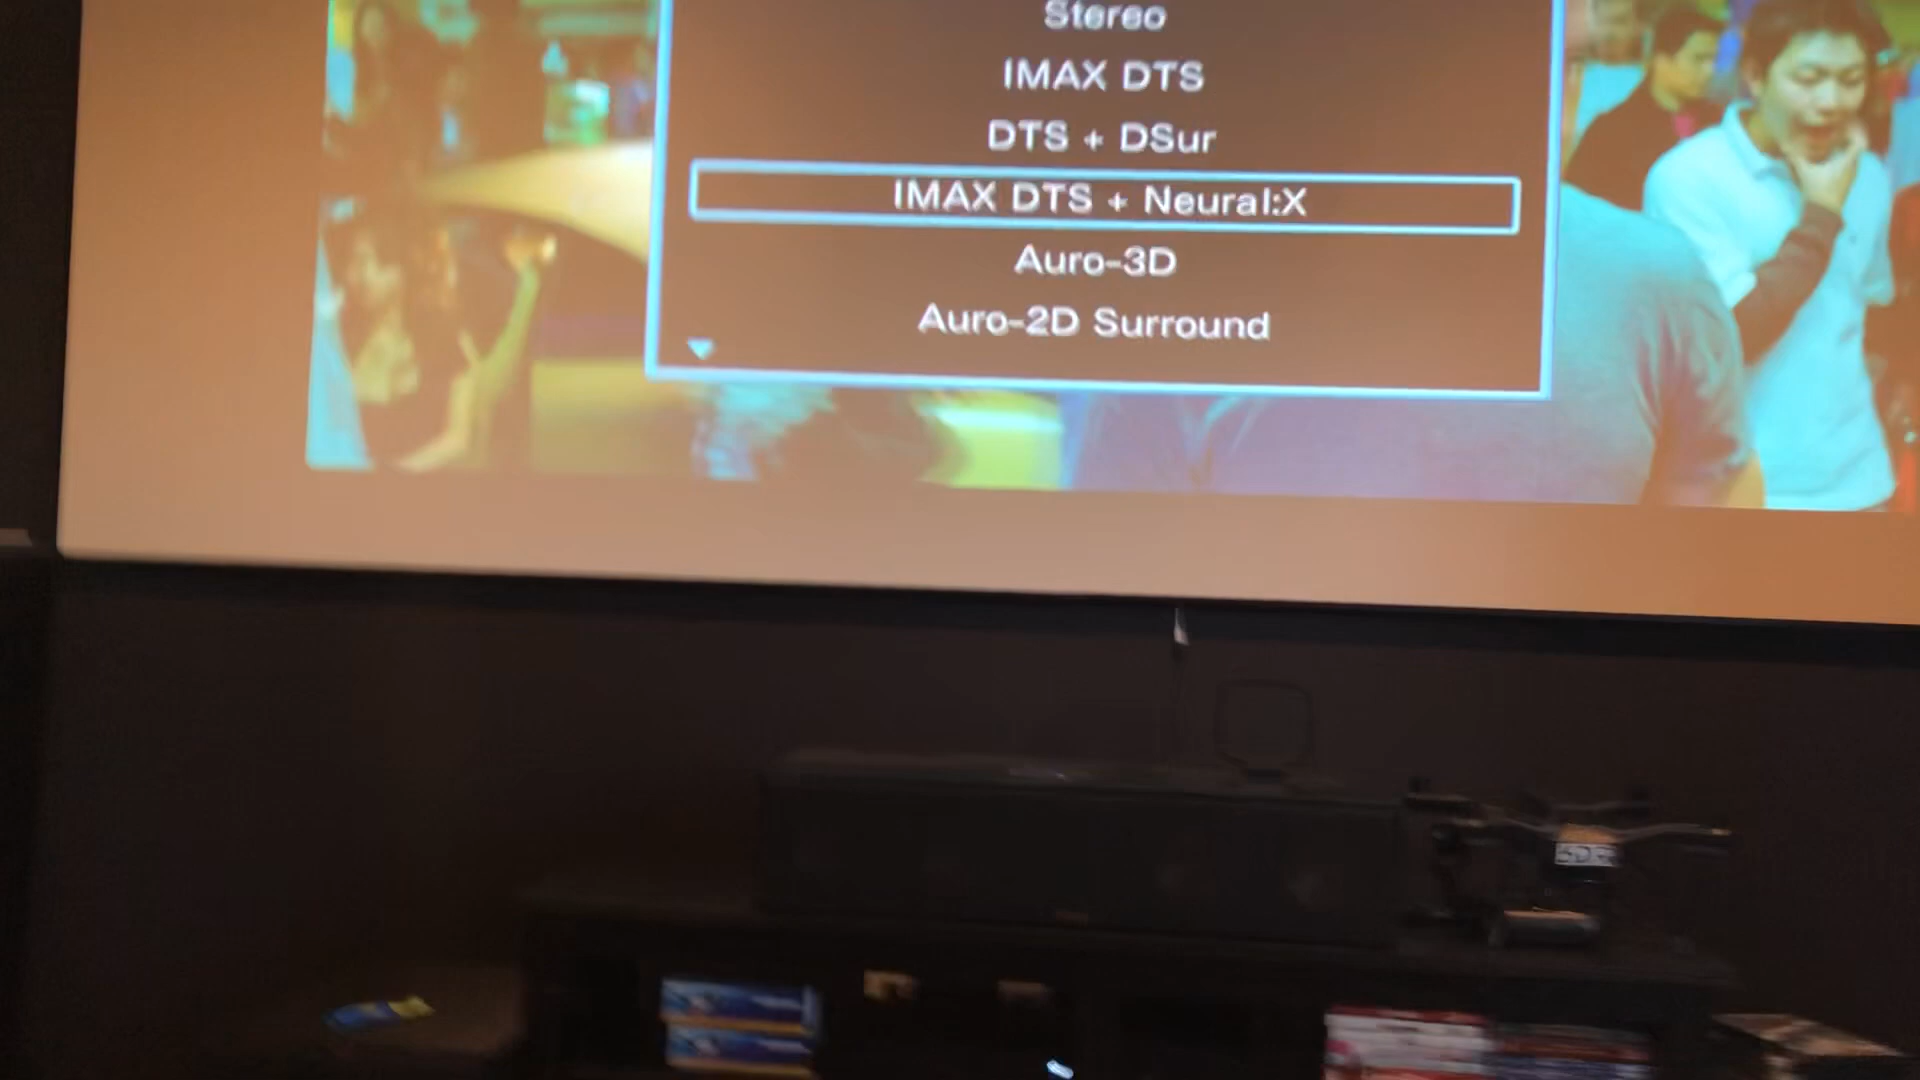 Stereo
IMAX DTS
DTS + DSur
IMAX DTS + Neural:X
Auro-3D
Auro-2D Surround